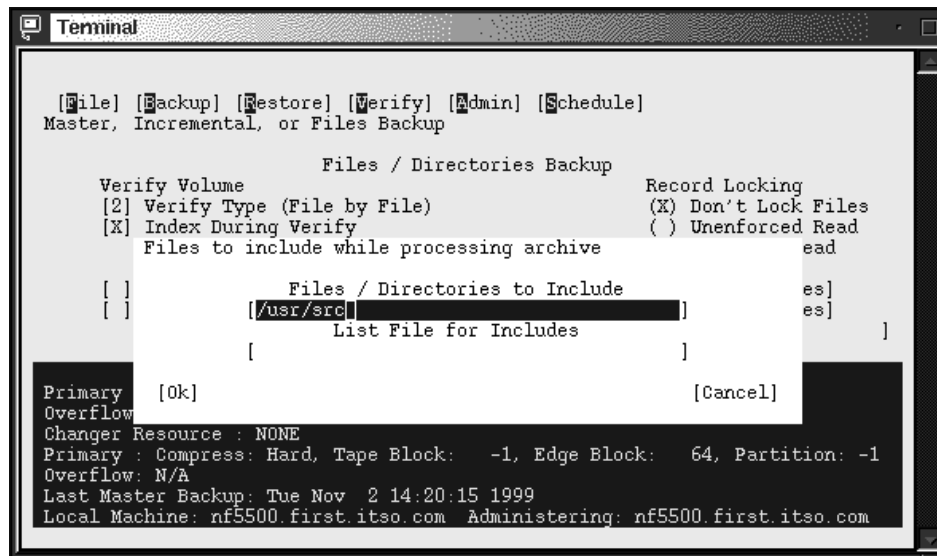 Terminal
[File] [Backup] [Restore] [Verify] [Admin] [Schedule]
Master, Incremental, or Files Backup
Files / Directories Backup
Verify Volume Record Locking
[2] Verify Type (File by File) (X) Don't Lock Files
[X] Index During Verify ( ) Unenforced Read
Files to include while processing archive ead
[ ] Files / Directories to Include es]
[ ] [/usr/src ] es]
List File for Includes ]
[ ]
Primary [Ok] [Cancel]
Overflow
Changer Resource : NONE
Primary : Compress: Hard, Tape Block: -1, Edge Block: 64, Partition: -1
Overflow: N/A
Last Master Backup: Tue Nov 2 14:20:15 1999
Local Machine: nf5500.first.itso.com Administering: nf5500.first.itso.com